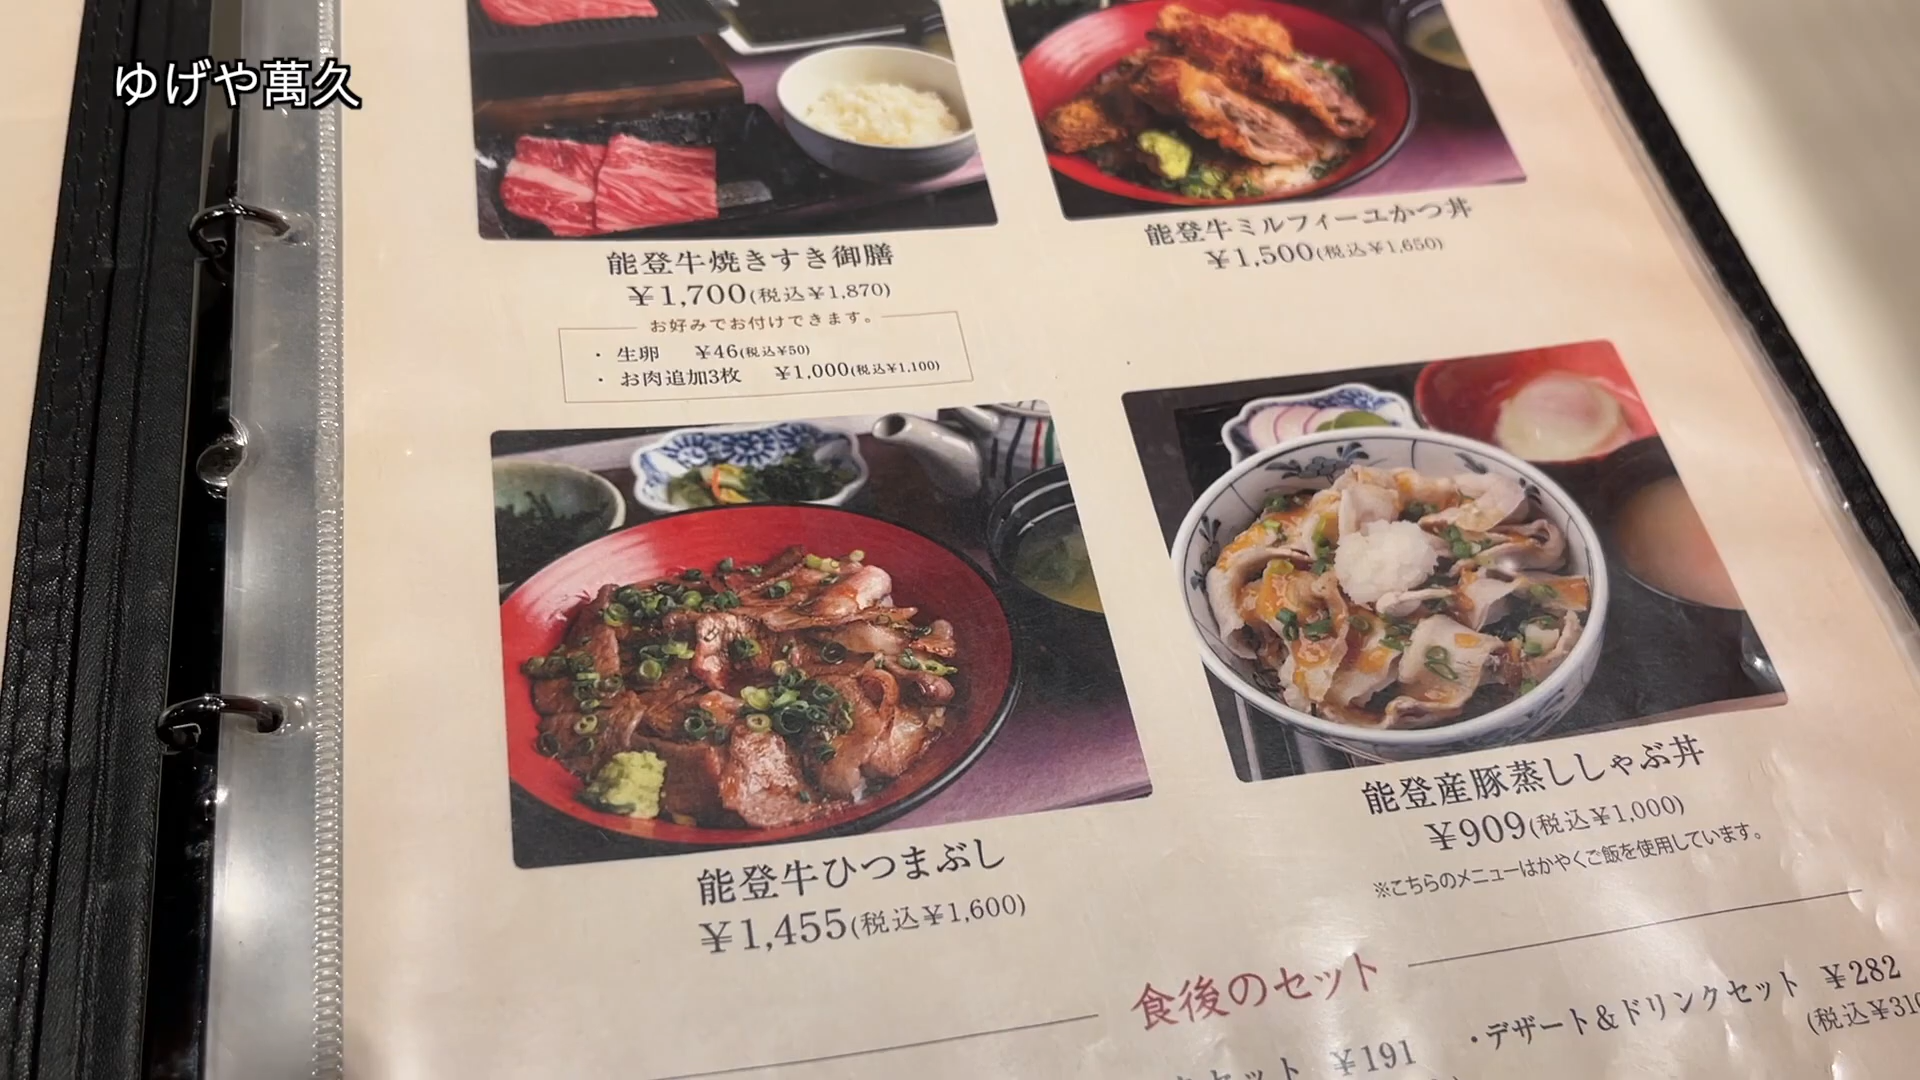 ゆげや萬久
能登牛焼きすき御膳
¥1,700(税込¥1,870)
お好みでお付けできます。
・ 生卵 ¥46(税込¥50)
・ お肉追加3枚 ¥1,000(税込¥1,100)
能登牛ミルフィーユかつ丼
¥1,500(税込¥1,650)
能登牛ひつまぶし
¥1,455(税込¥1,600)
能登産豚蒸ししゃぶ丼
¥909(税込¥1,000)
※こちらのメニューはかやくご飯を使用しています。
食後のセット
・デザート&ドリンクセット ¥282
(税込¥310
セット ¥191